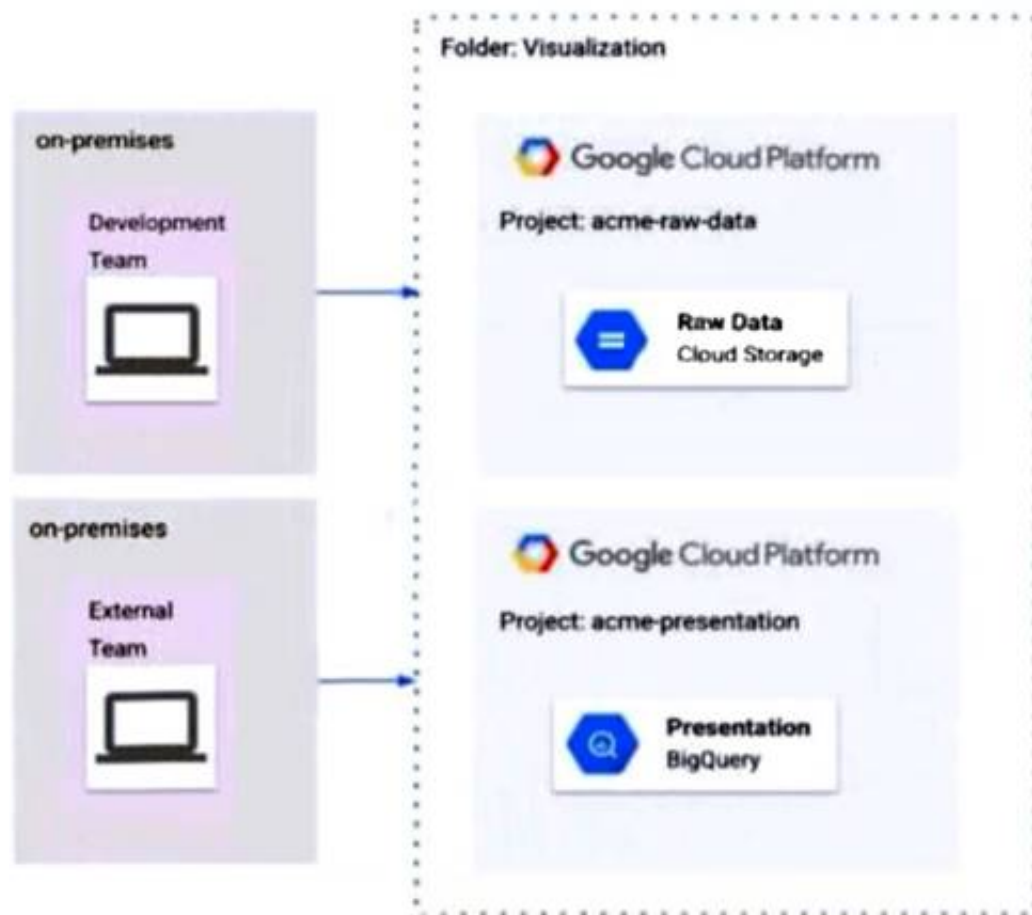 Folder: Visualization
on-premises
Development
Team
Google Cloud Platform
Project: acme-raw-data
Raw Data
Cloud Storage
on-premises
External
Team
Google Cloud Platform
Project: acme-presentation
Presentation
BigQuery